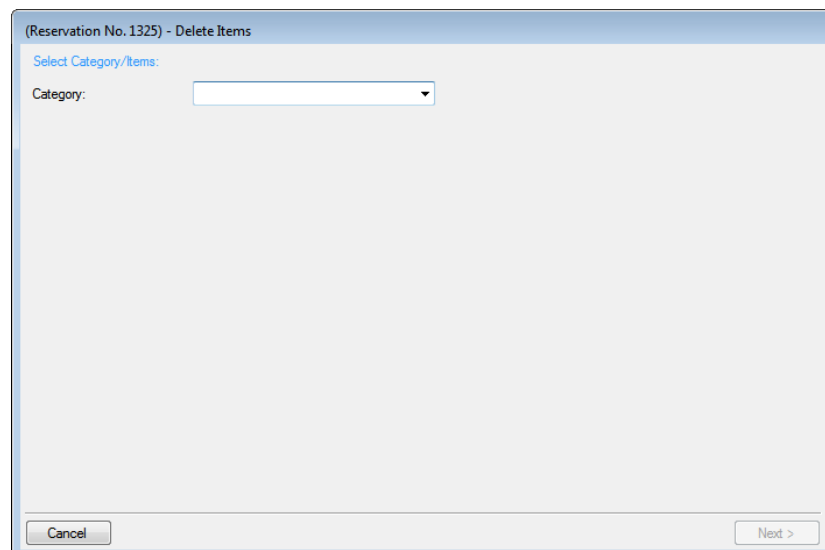 (Reservation No. 1325) - Delete Items
Select Category/Items:
Category:
Cancel
Next >